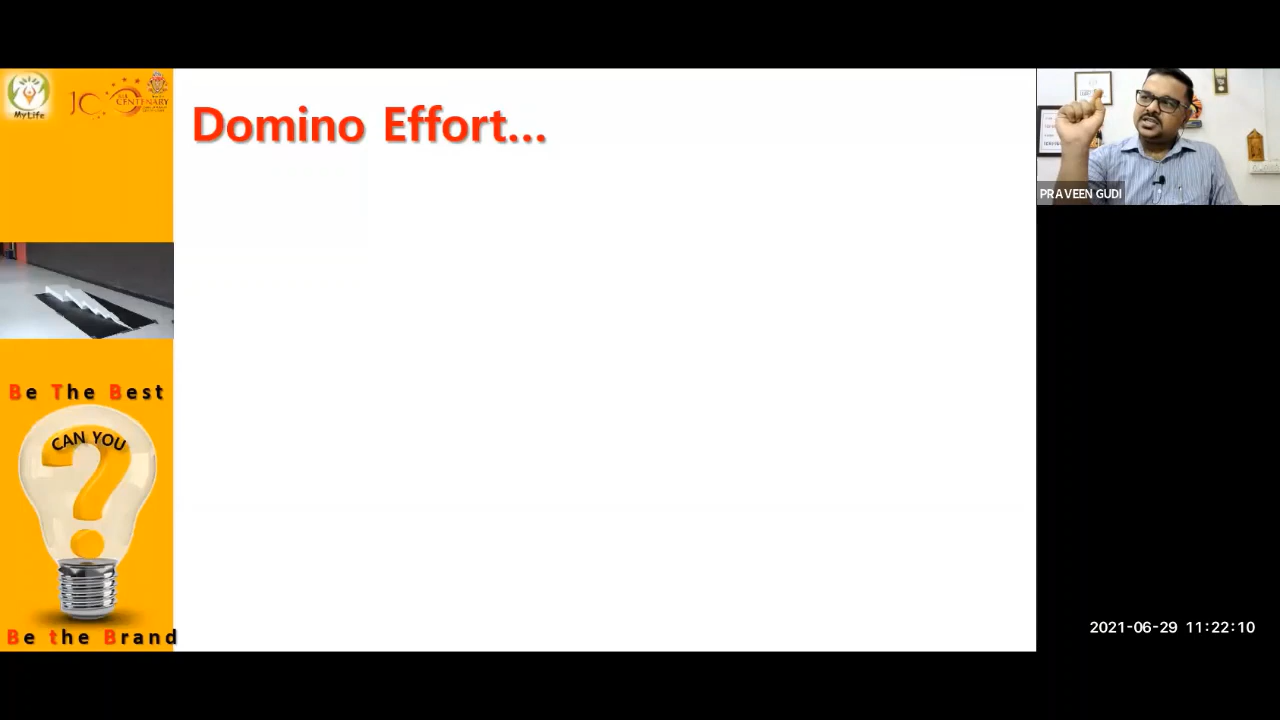 MyLife
CENTENARY
Domino Effort...
PRAVEEN GUDI
Be The Best
CAN YOU
?
Be the Brand
2021-06-29 11:22:10